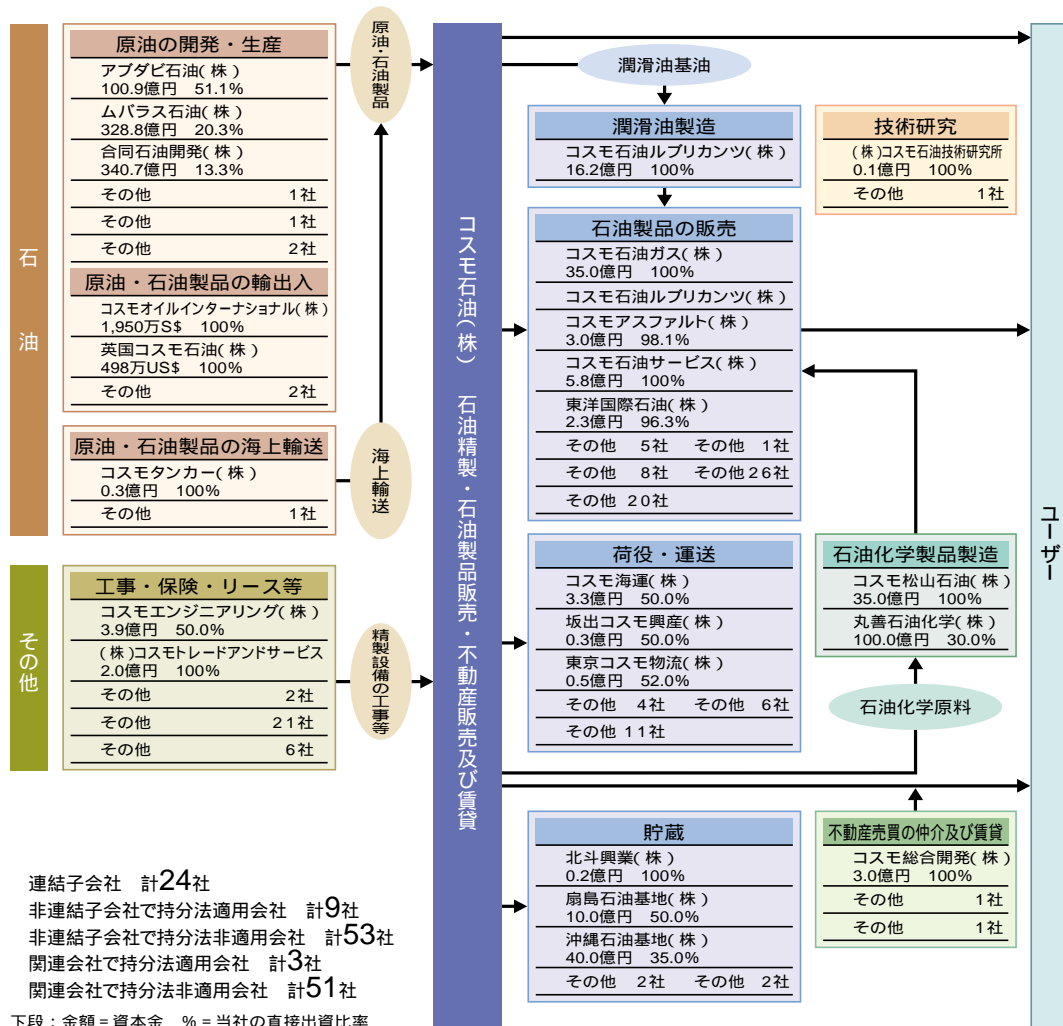 石油
原油の開発・生産
アブダビ石油(株)
100.9億円 51.1%
ムバラス石油(株)
328.8億円 20.3%
合同石油開発(株)
340.7億円 13.3%
その他 1社
その他 1社
その他 2社
原油・石油製品の輸出入
コスモオイルインターナショナル(株)
1,950万S$ 100%
英国コスモ石油(株)
498万US$ 100%
その他 2社
原油・石油製品の海上輸送
コスモタンカー(株)
0.3億円 100%
その他 1社
原油・石油製品
海上輸送
その他
工事・保険・リース等
コスモエンジニアリング(株)
3.9億円 50.0%
(株)コスモトレードアンドサービス
2.0億円 100%
その他 2社
その他 21社
その他 6社
精製設備の工事等
コスモ石油(株) 石油精製・石油製品販売・不動産販売及び賃貸
潤滑油基油
潤滑油製造
コスモ石油ルブリカンツ(株)
16.2億円 100%
技術研究
(株)コスモ石油技術研究所
0.1億円 100%
その他 1社
石油製品の販売
コスモ石油ガス(株)
35.0億円 100%
コスモ石油ルブリカンツ(株)
コスモアスファルト(株)
3.0億円 98.1%
コスモ石油サービス(株)
5.8億円 100%
東洋国際石油(株)
2.3億円 96.3%
その他 5社 その他 1社
その他 8社 その他 26社
その他 20社
荷役・運送
コスモ海運(株)
3.3億円 50.0%
坂出コスモ興産(株)
0.3億円 50.0%
東京コスモ物流(株)
0.5億円 52.0%
その他 4社 その他 6社
その他 11社
石油化学製品製造
コスモ松山石油(株)
35.0億円 100%
丸善石油化学(株)
100.0億円 30.0%
石油化学原料
貯蔵
北斗興業(株)
0.2億円 100%
扇島石油基地(株)
10.0億円 50.0%
沖縄石油基地(株)
40.0億円 35.0%
その他 2社 その他 2社
不動産売買の仲介及び賃貸
コスモ総合開発(株)
3.0億円 100%
その他 1社
その他 1社
ユーザー
連結子会社 計24社
非連結子会社で持分法適用会社 計9社
非連結子会社で持分法非適用会社 計53社
関連会社で持分法適用会社 計3社
関連会社で持分法非適用会社 計51社
下段：金額=資本金 %=当社の直接出資比率